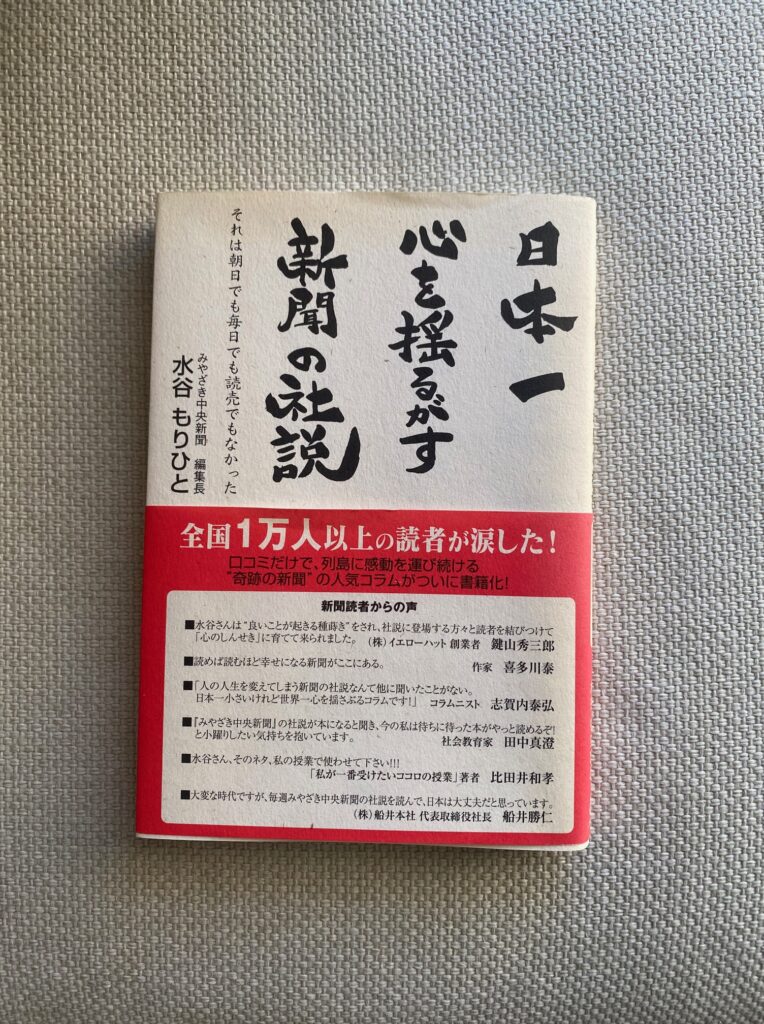 日本一
心を揺るがす
新聞の社説
それは朝日でも毎日でも読売でもなかった
みやざき中央新聞 編集長
水谷 もりひと
全国1万人以上の読者が涙した!
口コミだけで、列島に感動を運び続ける
"奇跡の新聞"の人気コラムがついに書籍化!
新聞読者からの声
■水谷さんは"良いことが起きる種蒔き"をされ、社説に登場する方々と読者を結びつけて
「心のしんせき」に育てて来られました。 (株)イエローハット 創業者 鍵山秀三郎
■読めば読むほど幸せになる新聞がここにある。 作家 喜多川泰
■「人の人生を変えてしまう新聞の社説なんて他に聞いたことがない。
日本一小さいけれど世界一心を揺さぶるコラムです!」 コラムニスト 志賀内泰弘
■『みやざき中央新聞』の社説が本になると聞き、今の私は待ちに待った本がやっと読めるぞ!
と小躍りしたい気持を抱いています。 社会教育家 田中真澄
■水谷さん、そのネタ、私の授業で使わせて下さい!!!
「私が一番受けたいココロの授業」著者 比田井和孝
■大変な時代ですが、毎週みやざき中央新聞の社説を読んで、日本は大丈夫だと思っています。
(株)船井本社 代表取締役社長 船井勝仁